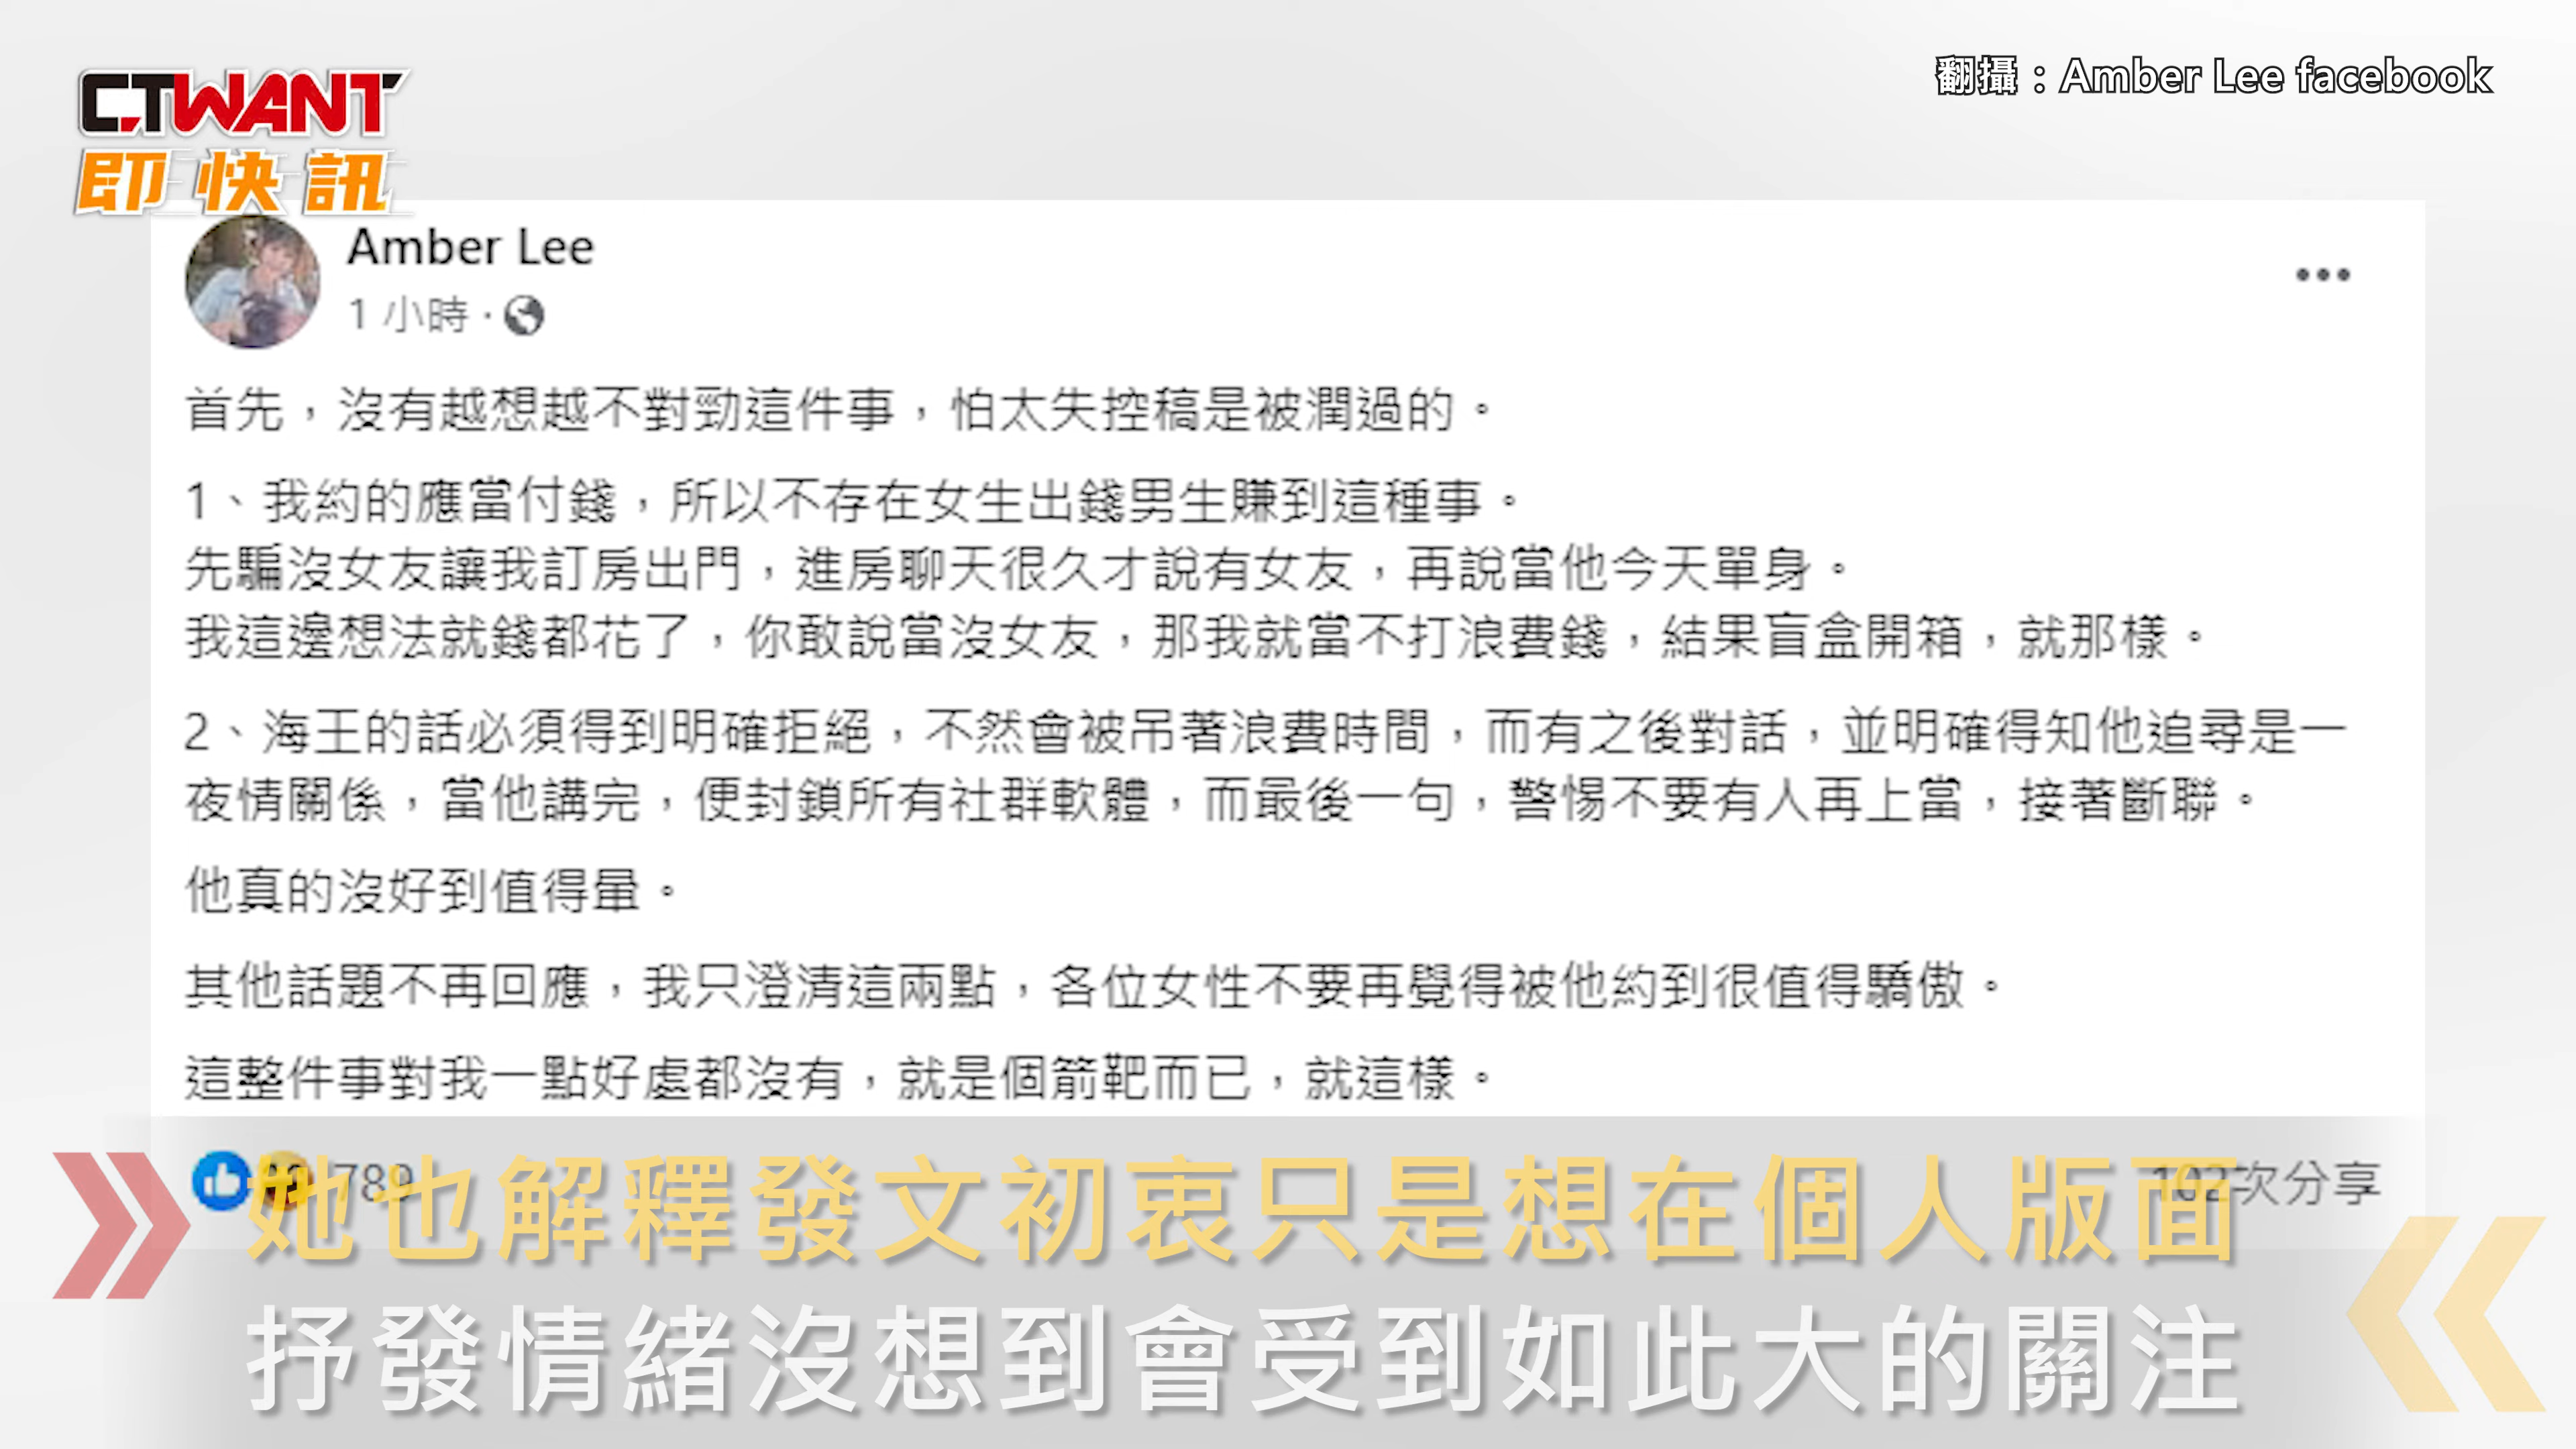 CTWANT
即快訊
翻攝：Amber Lee facebook
Amber Lee
1 小時 ·
首先，沒有越想越不對勁這件事，怕太失控稿是被潤過的。
1、我約的應當付錢，所以不存在女生出錢男生賺到這種事。
先騙沒女友讓我訂房出門，進房聊天很久才說有女友，再說當他今天單身。
我這邊想法就錢都花了，你敢說當沒女友，那我就當不打浪費錢，結果盲盒開箱，就那樣。
2、海王的話必須得到明確拒絕，不然會被吊著浪費時間，而有之後對話，並明確得知他追尋是一
夜情關係，當他講完，便封鎖所有社群軟體，而最後一句，警惕不要有人再上當，接著斷聯。
他真的沒好到值得暈。
其他話題不再回應，我只澄清這兩點，各位女性不要再覺得被他約到很值得驕傲。
這整件事對我一點好處都沒有，就是個箭靶而已，就這樣。
789
102次分享
她也解釋發文初衷只是想在個人版面
抒發情緒沒想到會受到如此大的關注